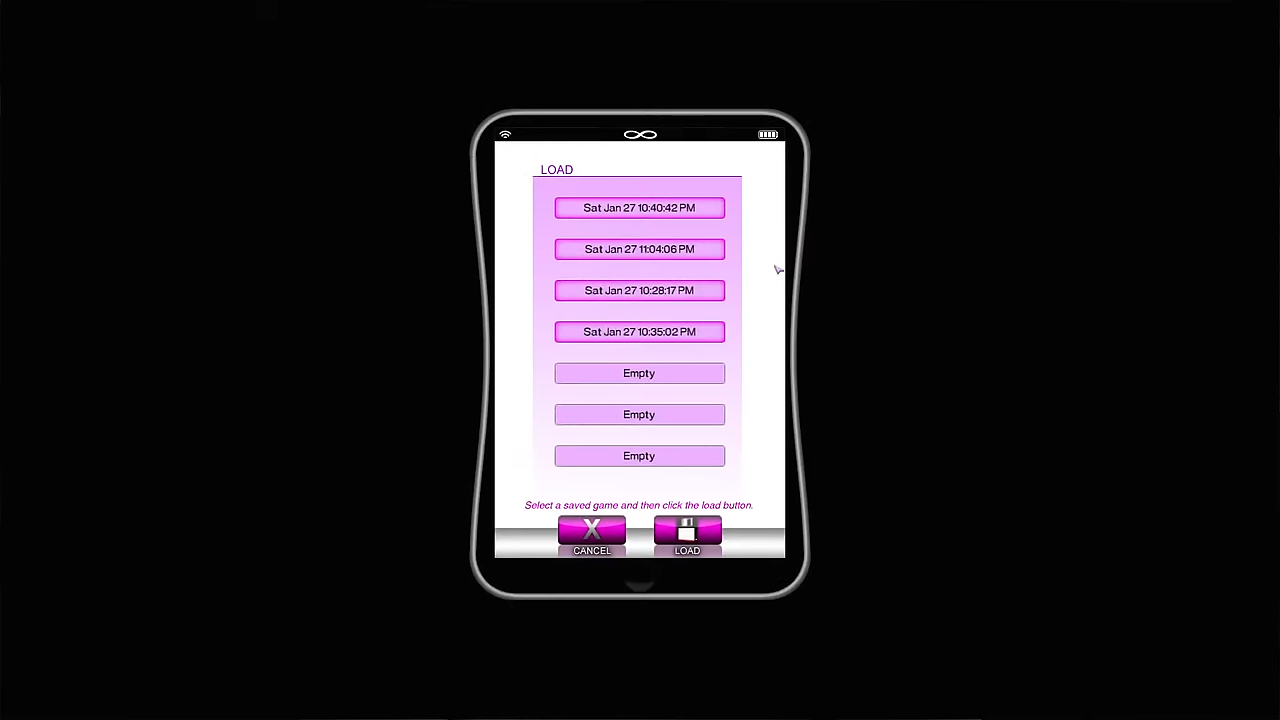 LOAD
Sat Jan 27 10:40:42 PM
Sat Jan 27 11:04:06 PM
Sat Jan 27 10:28:17 PM
Sat Jan 27 10:35:02 PM
Empty
Empty
Empty
Select a saved game and then click the load button.
CANCEL LOAD